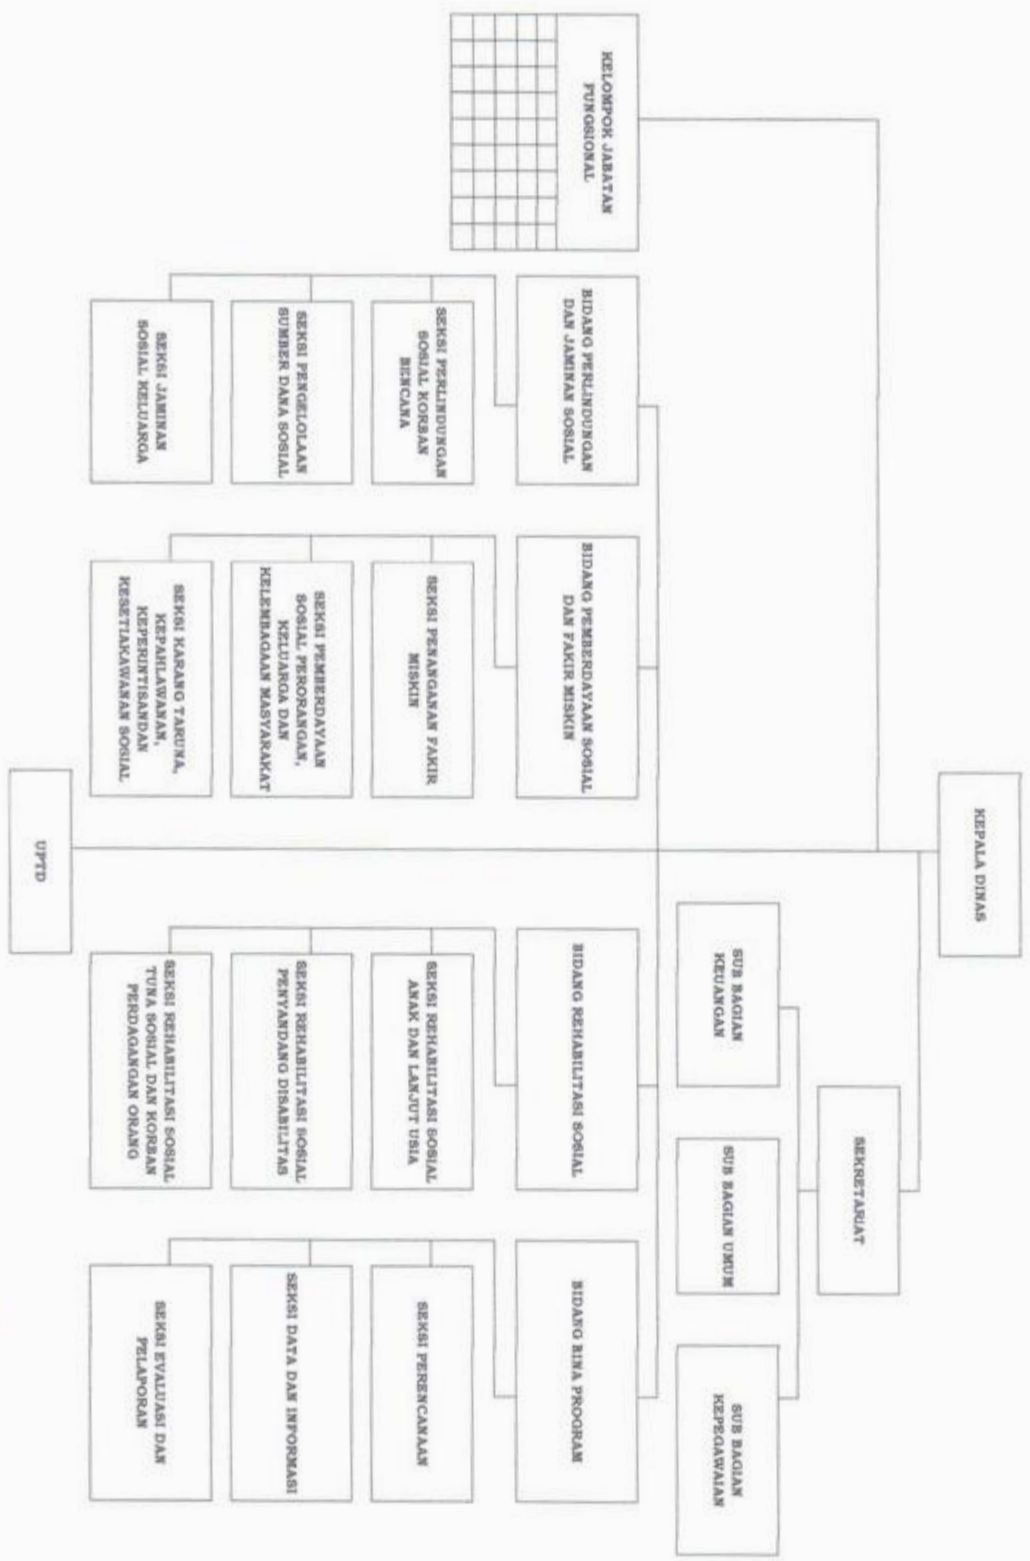 KEPALA DINAS
SEKRETARIAT
SUB BAGIAN
KEUANGAN
SUB BAGIAN UMUM
SUB BAGIAN
KEPEGAWAIAN
KELOMPOK JABATAN
FUNGSIONAL
BIDANG PERLINDUNGAN
DAN JAMINAN SOSIAL
BIDANG PEMBERDAYAAN SOSIAL
DAN FAKIR MISKIN
BIDANG REHABILITASI SOSIAL
BIDANG BINA PROGRAM
SEKSI PERLINDUNGAN
SOSIAL KORBAN
BENCANA
SEKSI PENANGANAN FAKIR
MISKIN
SEKSI REHABILITASI SOSIAL
ANAK DAN LANJUT USIA
SEKSI PERENCANAAN
SEKSI PENGELOLAAN
SUMBER DANA SOSIAL
SEKSI PEMBERDAYAAN
SOSIAL PERORANGAN,
KELUARGA DAN
KELEMBAGAAN MASYARAKAT
SEKSI REHABILITASI SOSIAL
PENYANDANG DISABILITAS
SEKSI DATA DAN INFORMASI
SEKSI JAMINAN
SOSIAL KELUARGA
SEKSI KARANG TARUNA,
KEPAHLAWANAN,
KEPERINTISANDAN
KESETIAKAWANAN SOSIAL
SEKSI REHABILITASI SOSIAL
TUNA SOSIAL DAN KORBAN
PERDAGANGAN ORANG
SEKSI EVALUASI DAN
PELAPORAN
UPTD